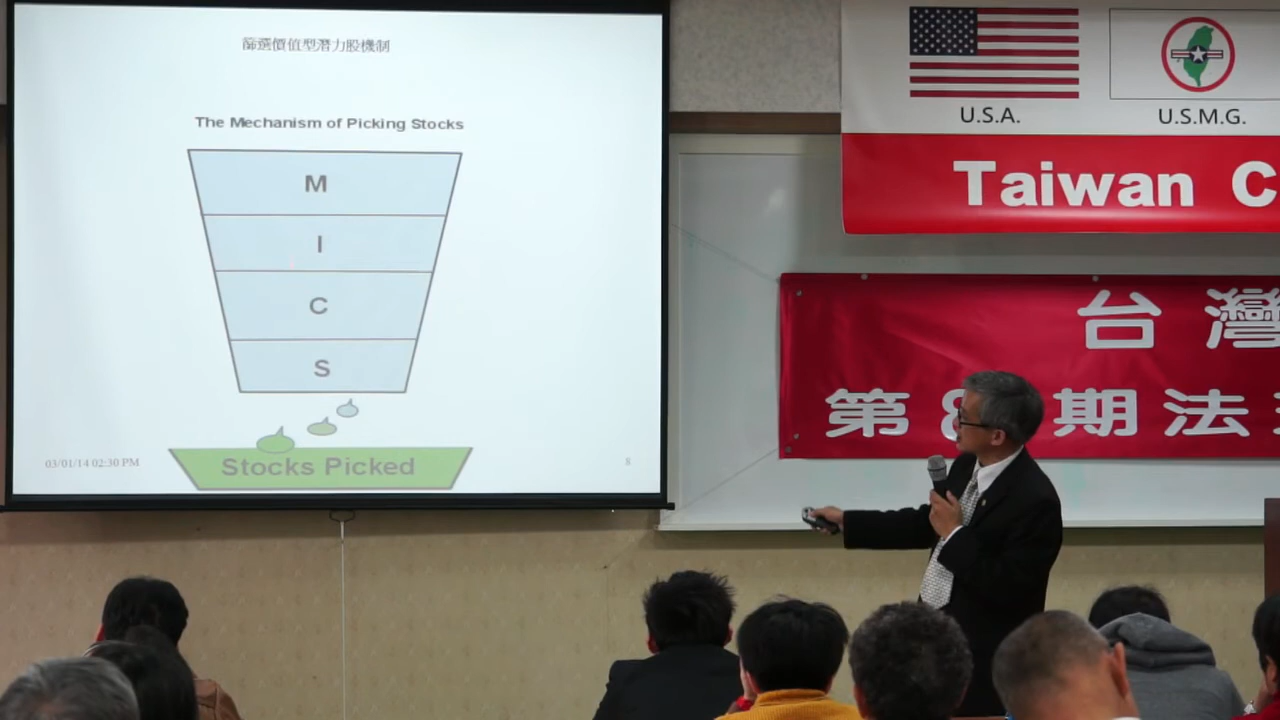 篩選價值型潛力股機制
The Mechanism of Picking Stocks
M
I
C
S
Stocks Picked
03/01/14 02:30 PM
8
U.S.A.
U.S.M.G.
Taiwan C
台灣
第8期法